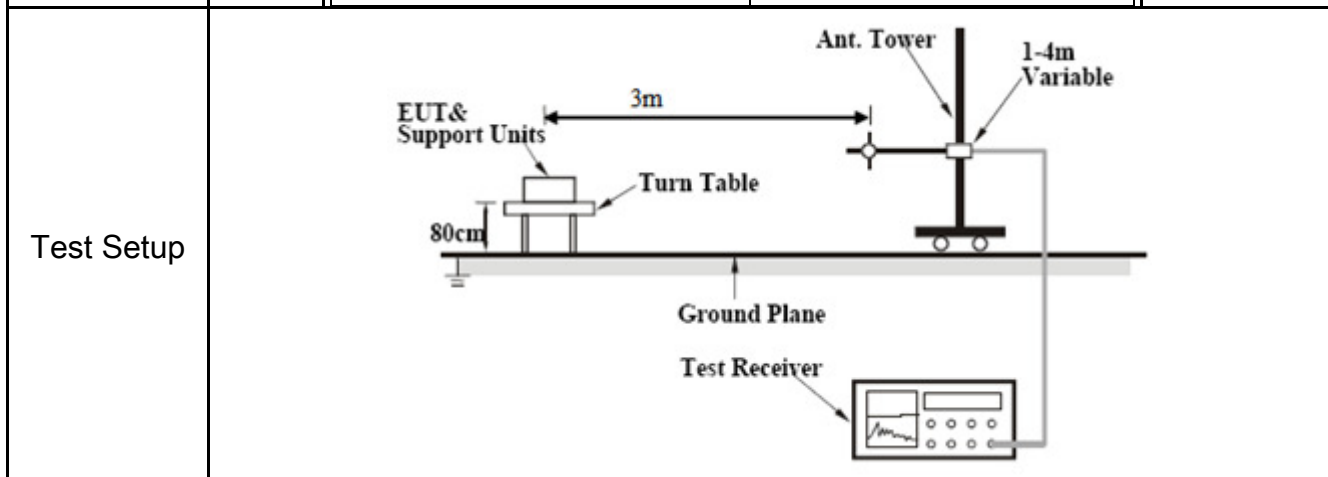 Test Setup
Ant. Tower
1-4m
Variable
3m
EUT&
Support Units
Turn Table
80cm
Ground Plane
Test Receiver